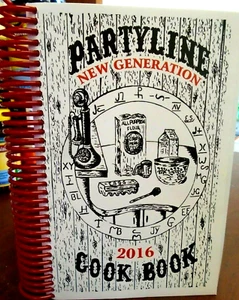 PARTYLINE
NEW GENERATION
ALL PURPOSE
FLOUR
2016
COOK BOOK